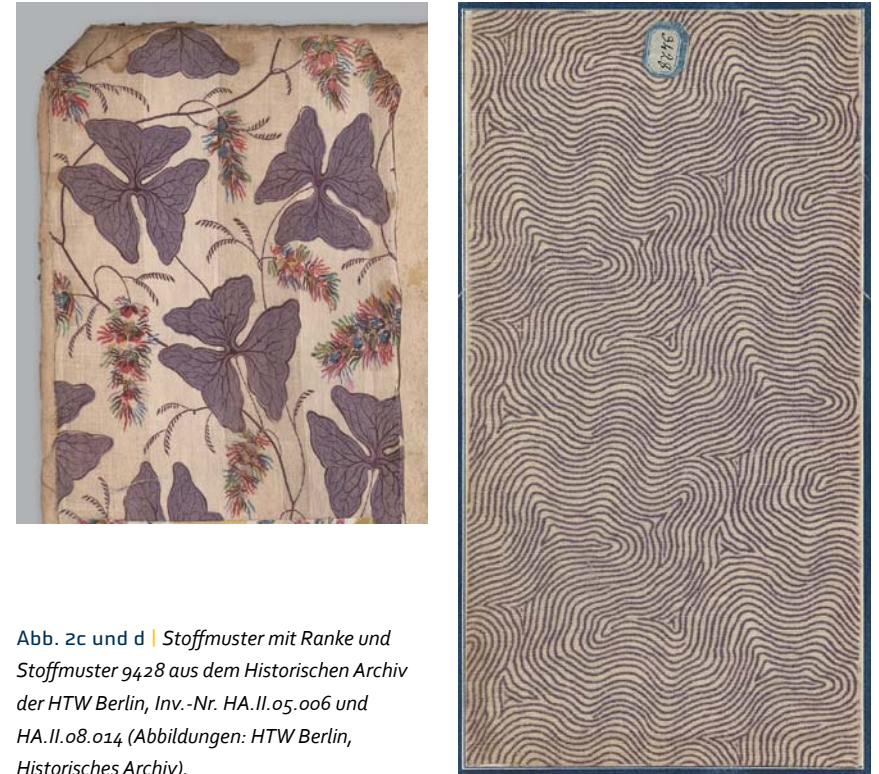 9428
Abb. 2c und d | Stoffmuster mit Ranke und
Stoffmuster 9428 aus dem Historischen Archiv
der HTW Berlin, Inv.-Nr. HA.II.05.006 und
HA.II.08.014 (Abbildungen: HTW Berlin,
Historisches Archiv).